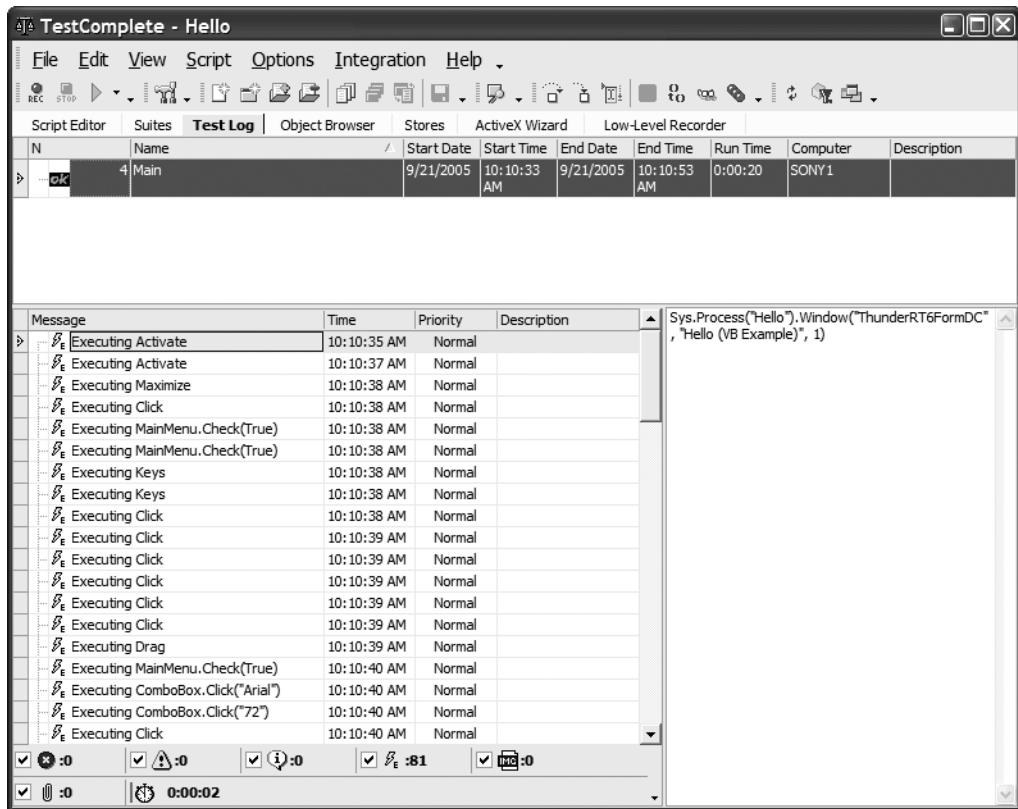 TestComplete - Hello
File Edit View Script Options Integration Help
REC STOP
Script Editor Suites Test Log Object Browser Stores ActiveX Wizard Low-Level Recorder
N Name Start Date Start Time End Date End Time Run Time Computer Description
ok 4 Main 9/21/2005 10:10:33 AM 9/21/2005 10:10:53 AM 0:00:20 SONY1
Message Time Priority Description
Executing Activate 10:10:35 AM Normal
Executing Activate 10:10:37 AM Normal
Executing Maximize 10:10:38 AM Normal
Executing Click 10:10:38 AM Normal
Executing MainMenu.Check(True) 10:10:38 AM Normal
Executing MainMenu.Check(True) 10:10:38 AM Normal
Executing Keys 10:10:38 AM Normal
Executing Keys 10:10:38 AM Normal
Executing Click 10:10:38 AM Normal
Executing Click 10:10:39 AM Normal
Executing Click 10:10:39 AM Normal
Executing Click 10:10:39 AM Normal
Executing Click 10:10:39 AM Normal
Executing Click 10:10:39 AM Normal
Executing Drag 10:10:39 AM Normal
Executing MainMenu.Check(True) 10:10:40 AM Normal
Executing ComboBox.Click("Arial") 10:10:40 AM Normal
Executing ComboBox.Click("72") 10:10:40 AM Normal
Executing Click 10:10:40 AM Normal
Sys.Process("Hello").Window("ThunderRT6FormDC"
, "Hello (VB Example)", 1)
:0 :0 :0 E :81 IMG :0
:0 0:00:02